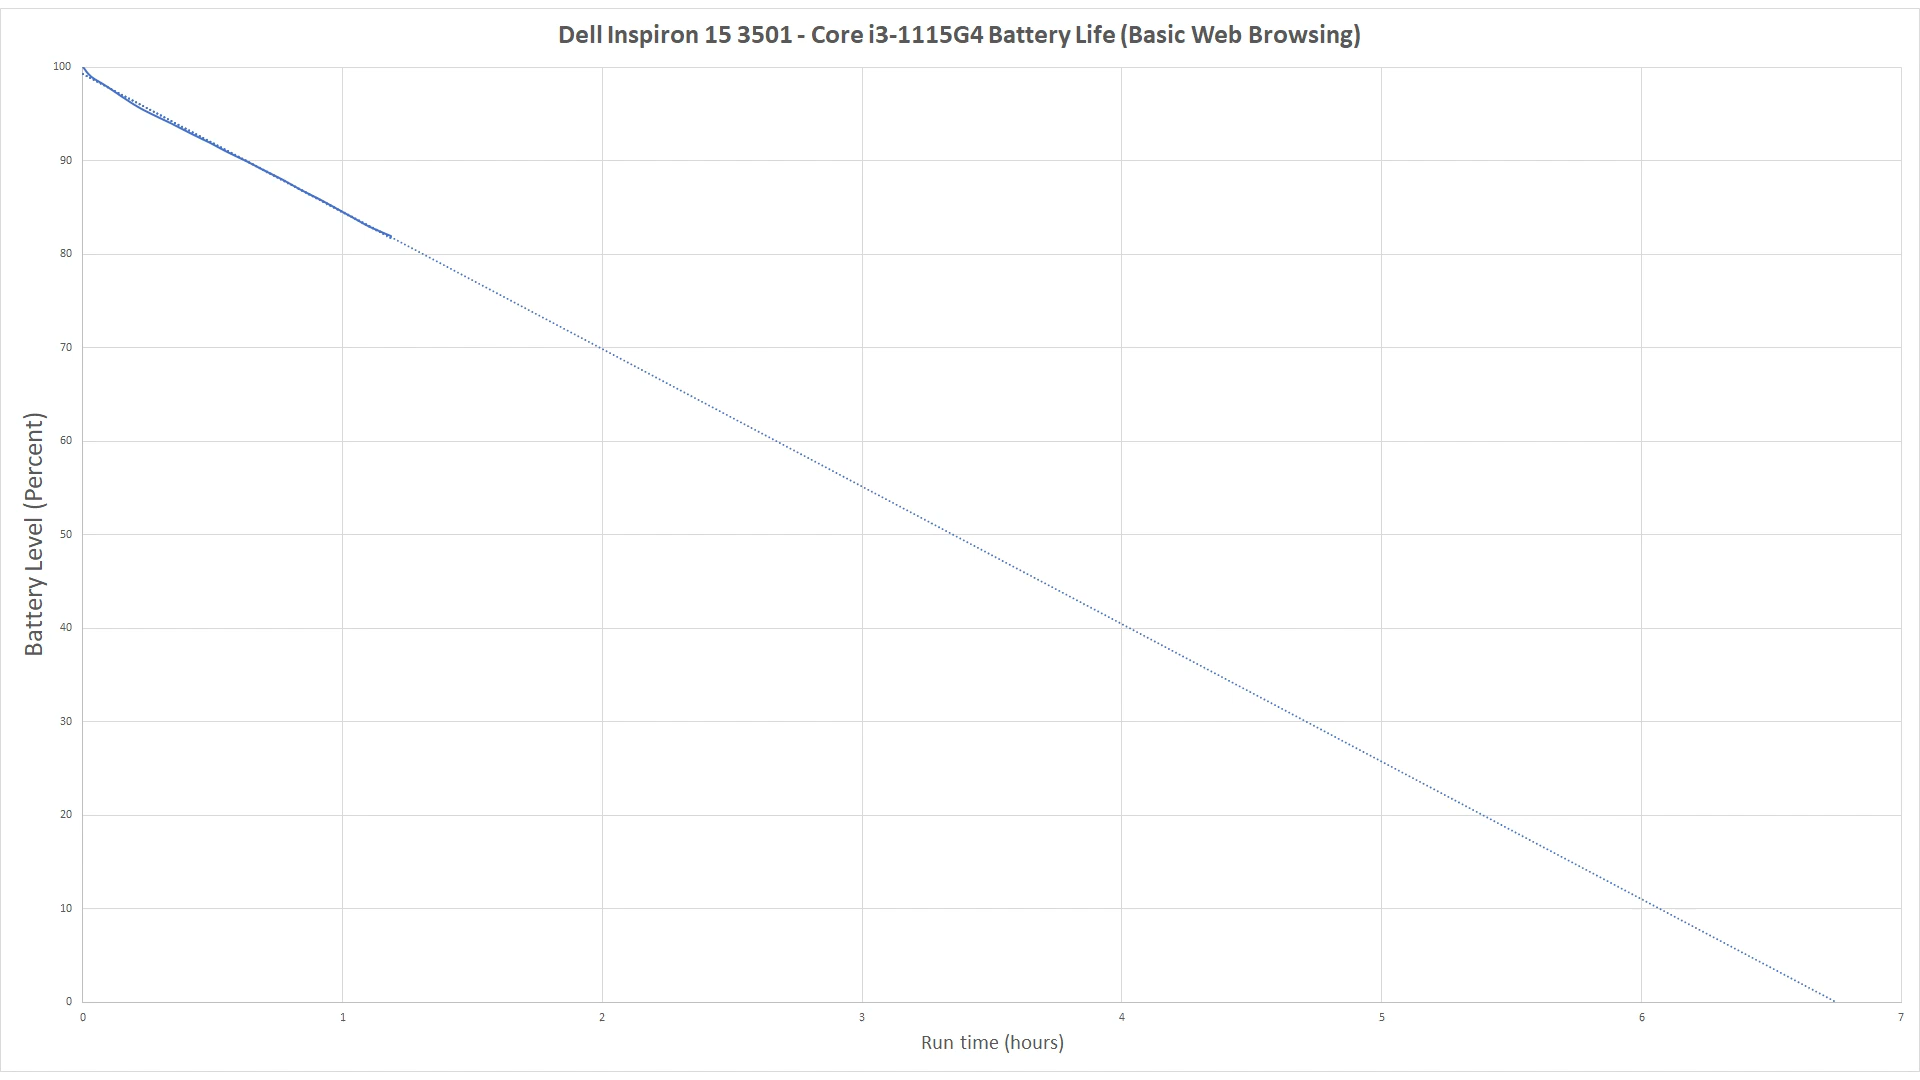 Dell Inspiron 15 3501 - Core i3-1115G4 Battery Life (Basic Web Browsing)
100
90
80
70
60
50
40
30
20
10
0
Battery Level (Percent)
0 1 2 3 4 5 6 7
Run time (hours)